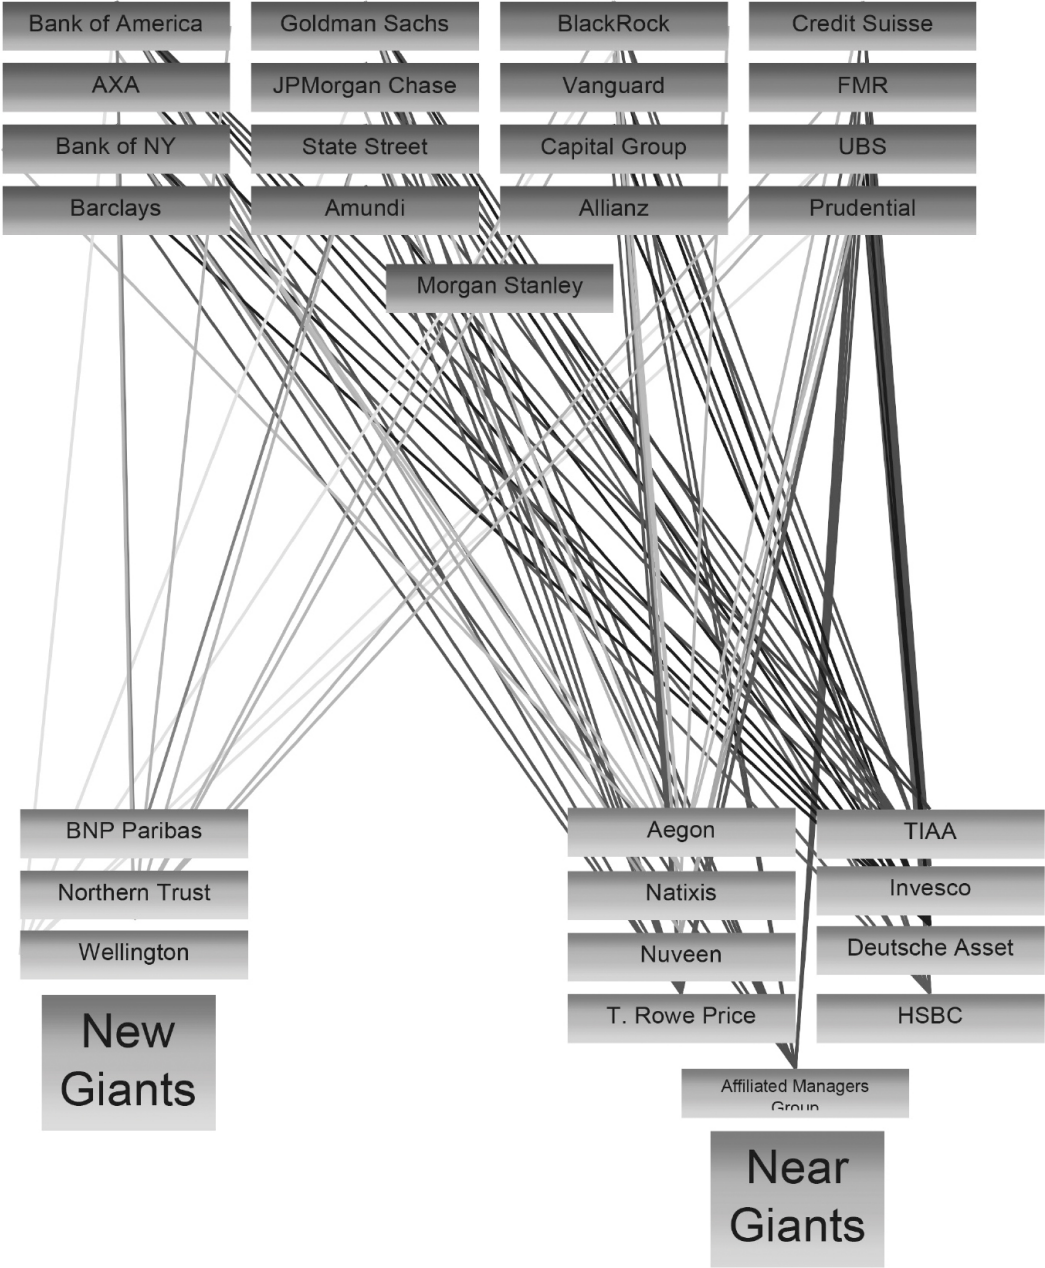 Bank of America
Goldman Sachs
BlackRock
Credit Suisse
AXA
JPMorgan Chase
Vanguard
FMR
Bank of NY
State Street
Capital Group
UBS
Barclays
Amundi
Allianz
Prudential
Morgan Stanley
BNP Paribas
Aegon
TIAA
Northern Trust
Natixis
Invesco
Wellington
Nuveen
Deutsche Asset
T. Rowe Price
HSBC
New
Giants
Affiliated Managers
Group
Near
Giants